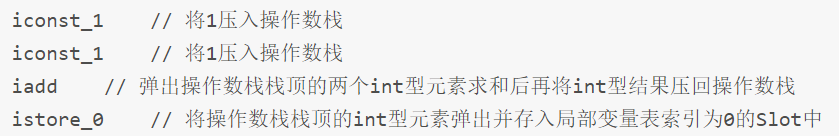 iconst_1    // 将1压入操作数栈
iconst_1    // 将1压入操作数栈
iadd    // 弹出操作数栈栈顶的两个int型元素求和后再将int型结果压回操作数栈
istore_0    // 将操作数栈栈顶的int型元素弹出并存入局部变量表索引为0的Slot中